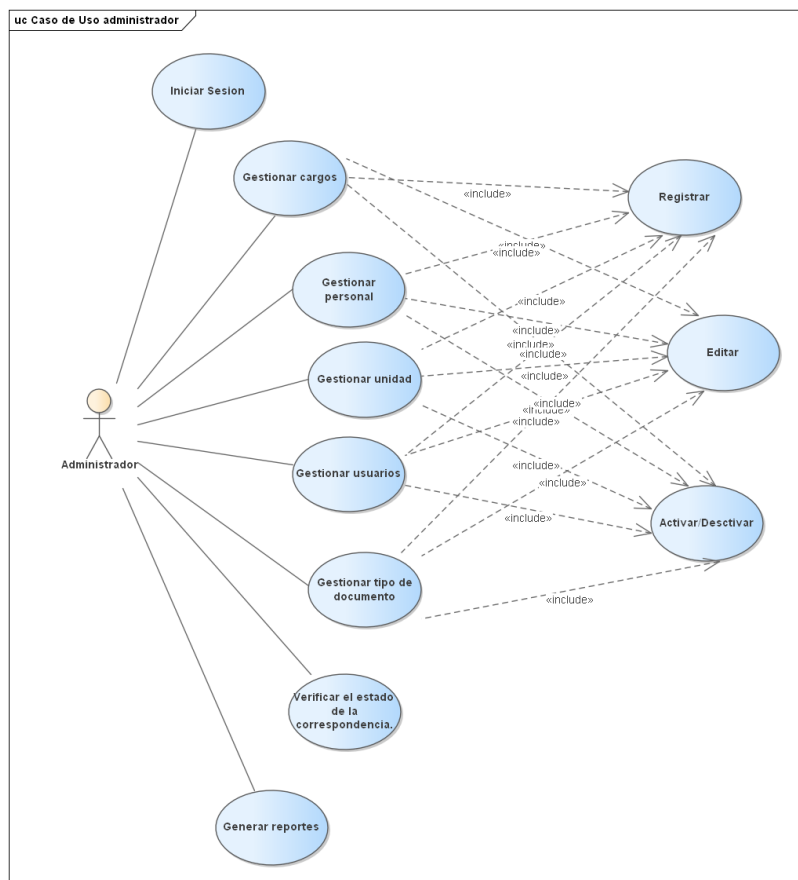 uc Caso de Uso administrador
Iniciar Sesion
Gestionar cargos
Registrar
«include»
«include»
«include»
Gestionar
personal
«include»
«include»
Editar
«include»
«include»
Gestionar unidad
«include»
«include»
«include»
«include»
Administrador
Gestionar usuarios
«include»
«include»
«include»
Activar/Desctivar
Gestionar tipo de
documento
«include»
Verificar el estado
de la
correspondencia.
Generar reportes